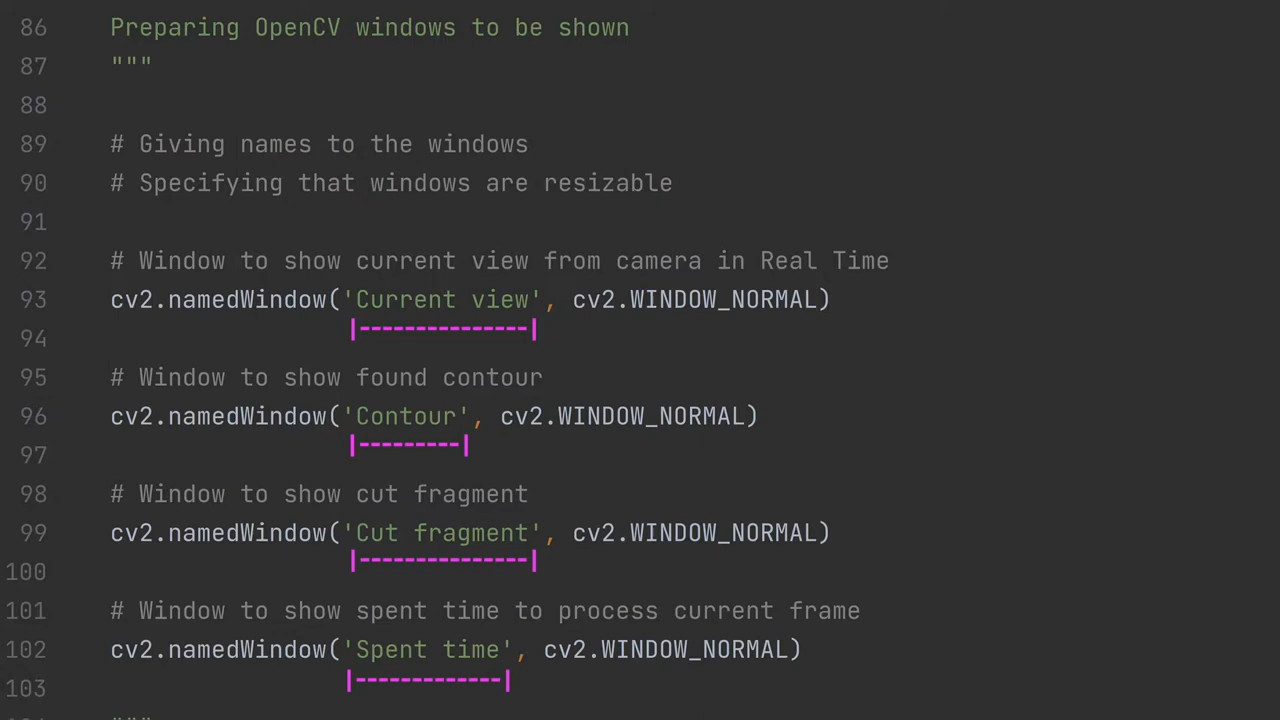 86 Preparing OpenCV windows to be shown
87 """
88
89 # Giving names to the windows
90 # Specifying that windows are resizable
91
92 # Window to show current view from camera in Real Time
93 cv2.namedWindow('Current view', cv2.WINDOW_NORMAL)
94
95 # Window to show found contour
96 cv2.namedWindow('Contour', cv2.WINDOW_NORMAL)
97
98 # Window to show cut fragment
99 cv2.namedWindow('Cut fragment', cv2.WINDOW_NORMAL)
100
101 # Window to show spent time to process current frame
102 cv2.namedWindow('Spent time', cv2.WINDOW_NORMAL)
103
"""